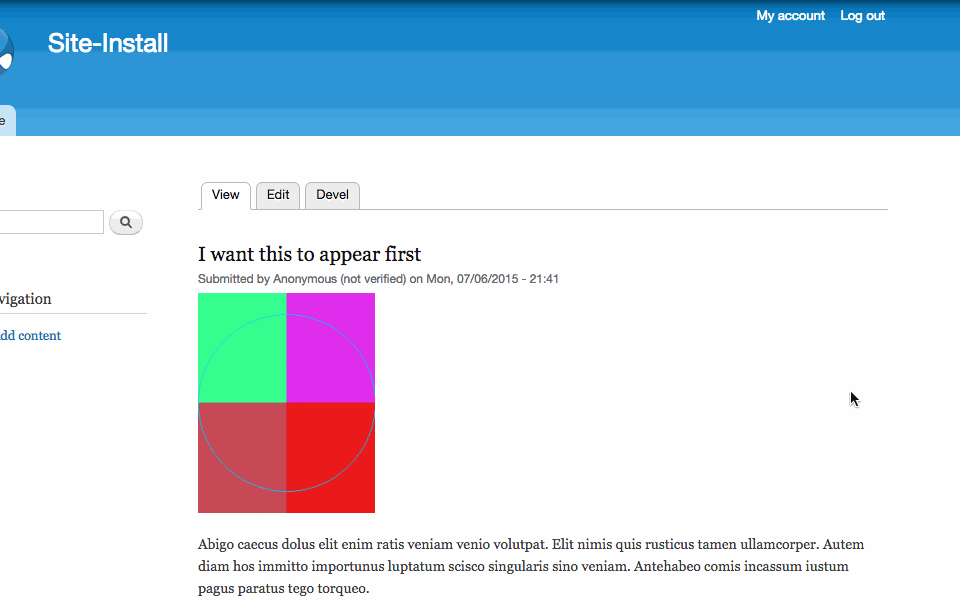 My account Log out
Site-Install
e
View Edit Devel
I want this to appear first
Submitted by Anonymous (not verified) on Mon, 07/06/2015 - 21:41
vigation
dd content
Abigo caecus dolus elit enim ratis veniam venio volutpat. Elit nimis quis rusticus tamen ullamcorper. Autem
diam hos immitto importunus luptatum scisco singularis sino veniam. Antehabeo comis incassum iustum
pagus paratus tego torqueo.